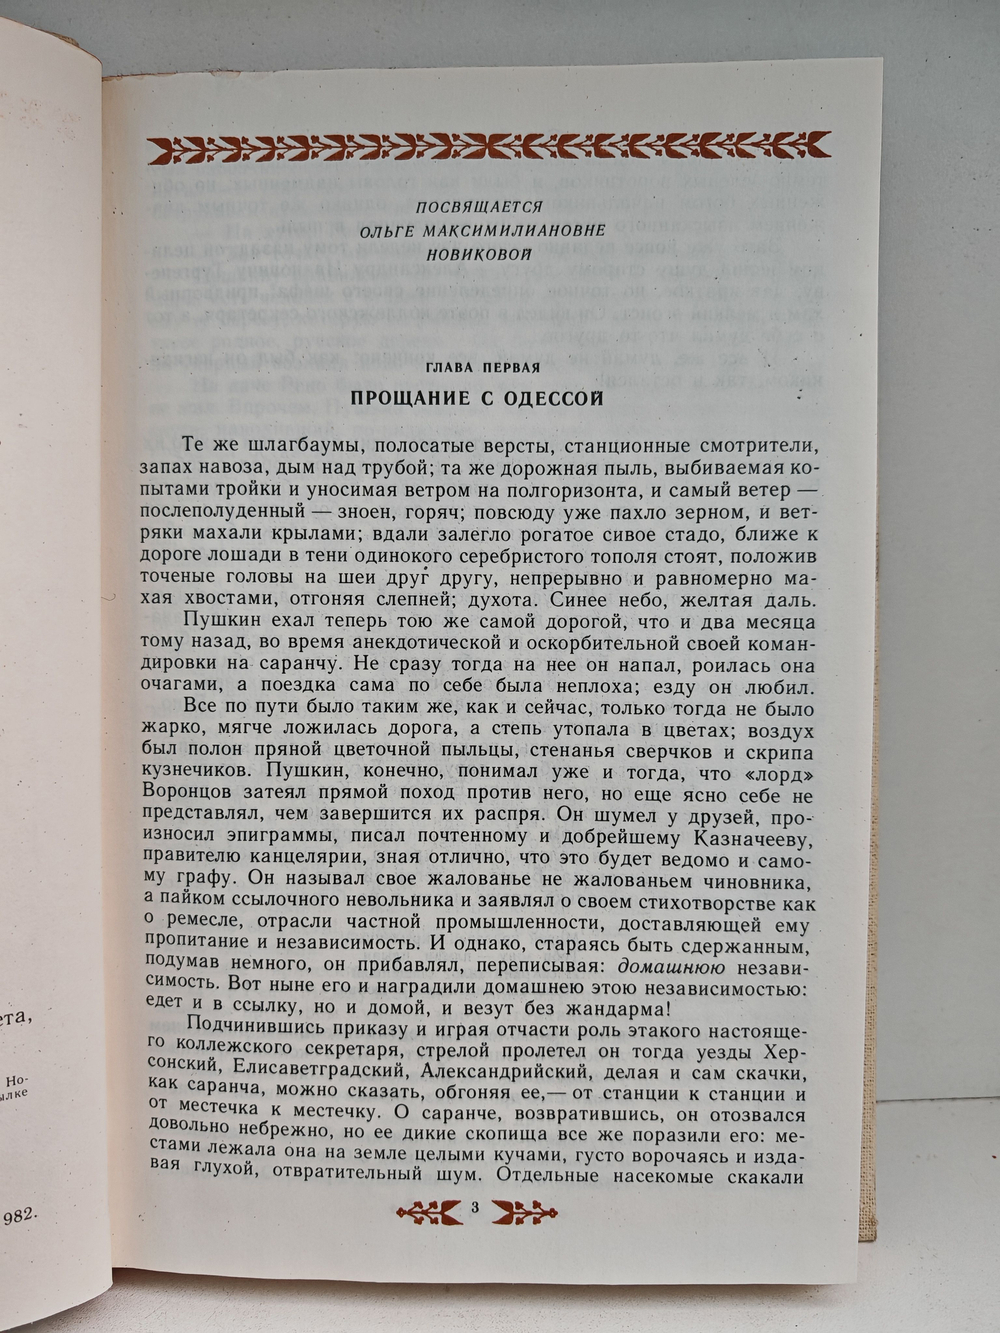 ПОСВЯЩАЕТСЯ
ОЛЬГЕ МАКСИМИЛИАНОВНЕ
НОВИКОВОЙ
ГЛАВА ПЕРВАЯ
ПРОЩАНИЕ С ОДЕССОЙ
Те же шлагбаумы, полосатые версты, станционные смотрители,
запах навоза, дым над трубой; та же дорожная пыль, выбиваемая ко-
пытами тройки и уносимая ветром на полгоризонта, и самый ветер —
послеполуденный — зноен, горяч; повсюду уже пахло зерном, и вет-
ряки махали крыльями; вдали залегло рогатое сивое стадо, ближе к
дороге лошади в тени одинокого серебристого тополя стоят, положив
точеные головы на шеи друг другу, непрерывно и равномерно ма-
хая хвостами, отгоняя слепней; духота. Синее небо, желтая даль.
Пушкин ехал теперь тою же самой дорогой, что и два месяца
тому назад, во время анекдотической и оскорбительной своей коман-
дировки на саранчу. Не сразу тогда на нее он напал, роилась она
очагами, а поездка сама по себе была неплоха; езду он любил.
Все по пути было таким же, как и сейчас, только тогда не было
жарко, мягче ложилась дорога, а степь утопала в цветах; воздух
был полон пряной цветочной пыльцы, стенанья сверчков и скрипа
кузнечиков. Пушкин, конечно, понимал уже и тогда, что «лорд»
Воронцов затеял прямой поход против него, но еще ясно себе не
представлял, чем завершится их распря. Он шумел у друзей, про-
износил эпиграммы, писал почтенному и добрейшему Казначееву,
правителю канцелярии, зная отлично, что это будет ведомо и само-
му графу. Он называл свое жалованье не жалованьем чиновника,
а пайком ссылочного невольника и заявлял о своем стихотворстве как
о ремесле, отрасли частной промышленности, доставляющей ему
пропитание и независимость. И однако, стараясь быть сдержанным,
подумав немного, он прибавлял, переписывая: домашнюю незави-
симость. Вот ныне его и наградили домашнею этою независимостью:
едет и в ссылку, но и домой, и везут без жандарма!
Подчинившись приказу и играя отчасти роль этакого настояще-
го коллежского секретаря, стрелой пролетел он тогда уезды Хер-
сонский, Елисаветградский, Александрийский, делая и сам скачки,
как саранча, можно сказать, обгоняя ее,— от станции к станции и
от местечка к местечку. О саранче, возвратившись, он отозвался
довольно небрежно, но ее дикие скопища все же поразили его: ме-
стами лежала она на земле целыми кучами, густо ворочаясь и изда-
вая глухой, отвратительный шум. Отдельные насекомые скакали
3
ета,
Но-
ылке
982.